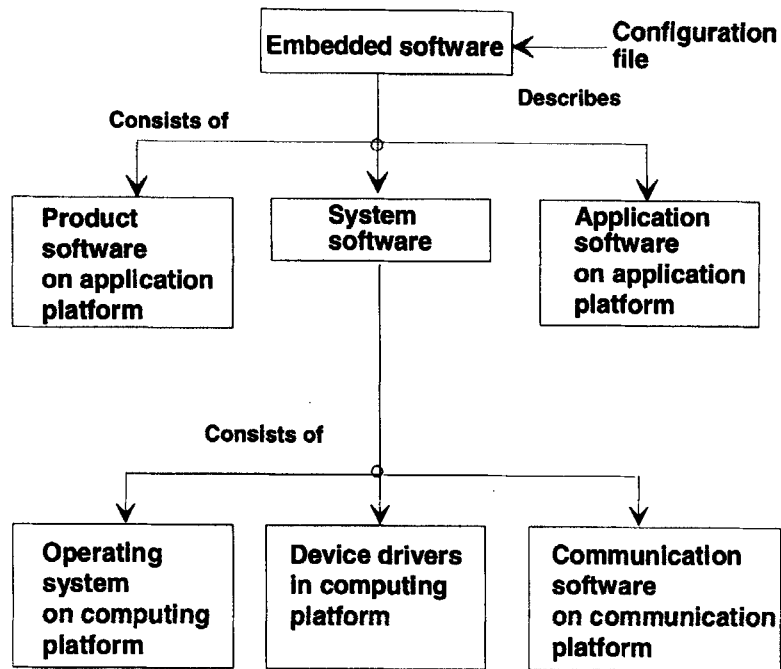 Embedded software
Configuration
file
Describes
Consists of
Product
software
on application
platform
System
software
Application
software
on application
platform
Consists of
Operating
system
on computing
platform
Device drivers
in computing
platform
Communication
software
on communication
platform